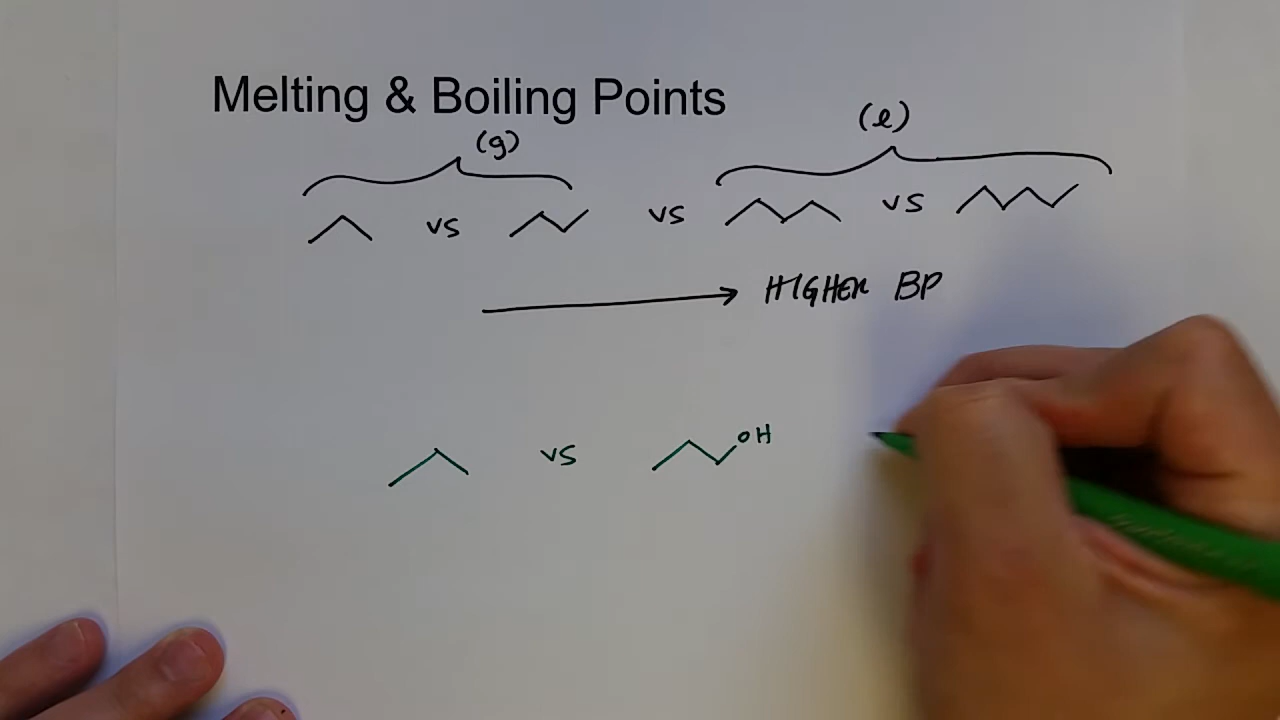 Melting & Boiling Points
(g) (l)
vs vs vs
HIGHER BP
vs OH